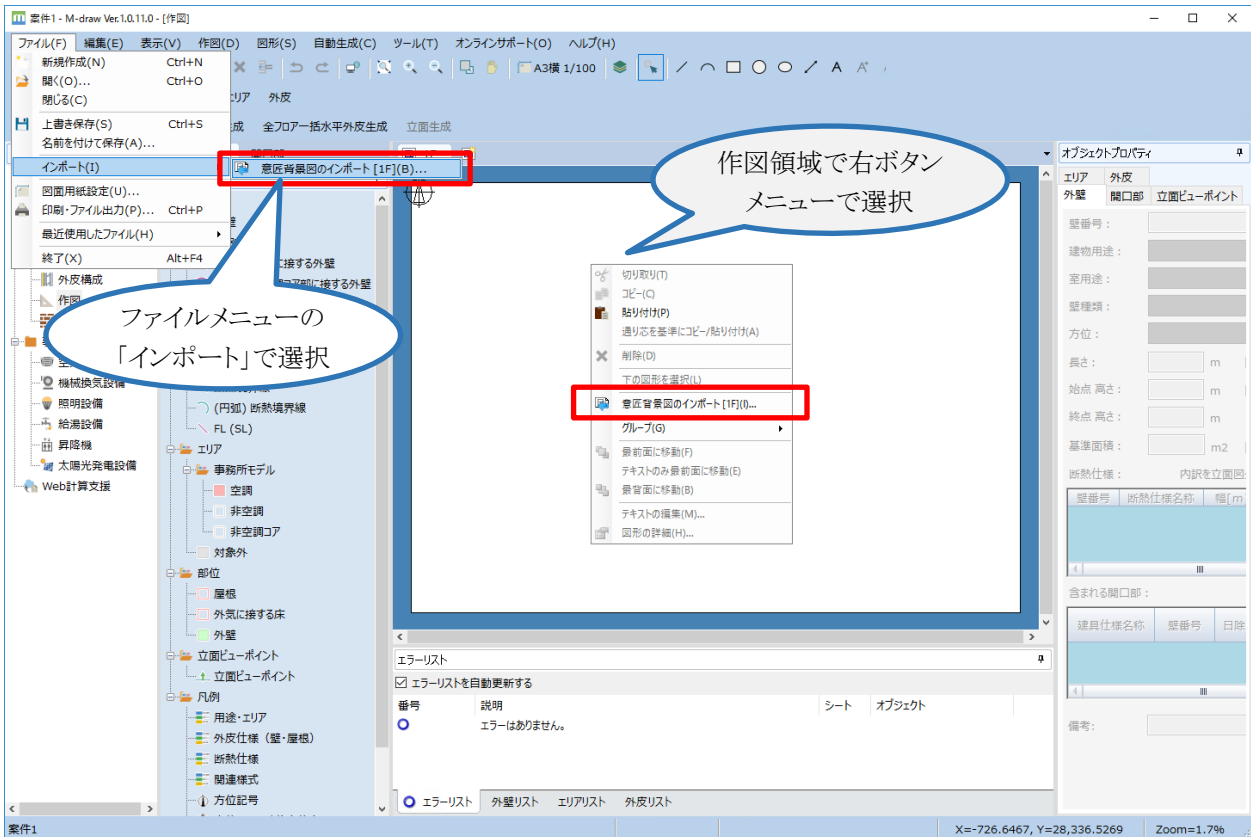 案件1 - M-draw Ver.1.0.11.0 - [作図]
ファイル(F) 編集(E) 表示(V) 作図(D) 図形(S) 自動生成(C) ツール(T) オンラインサポート(O) ヘルプ(H)
新規作成(N) Ctrl+N
開く(O)... Ctrl+O
閉じる(C)
上書き保存(S) Ctrl+S
名前を付けて保存(A)...
インポート(I)
図面用紙設定(U)...
印刷・ファイル出力(P)... Ctrl+P
最近使用したファイル(H)
終了(X) Alt+F4
A3横 1/100
外皮
全フロアー括水平外皮生成 立面生成
意匠背景図のインポート [1F](B)...
ファイルメニューの
「インポート」で選択
作図領域で右ボタン
メニューで選択
外皮構成
作図
機械換気設備
照明設備
給湯設備
昇降機
太陽光発電設備
Web計算支援
に接する外壁
(円弧) 断熱境界線
FL (SL)
エリア
事務所モデル
空調
非空調
非空調コア
対象外
部位
屋根
外気に接する床
外壁
立面ビューポイント
立面ビューポイント
凡例
用途・エリア
外皮仕様（壁・屋根）
断熱仕様
関連様式
方位記号
切り取り(T)
コピー(C)
貼り付け(P)
通り芯を基準にコピー/貼り付け(A)
削除(D)
下の図形を選択(L)
意匠背景図のインポート [1F](I)...
グループ(G)
最前面に移動(F)
テキストのみ最前面に移動(E)
最背面に移動(B)
テキストの編集(M)...
図形の詳細(H)...
エラーリスト
エラーリストを自動更新する
番号 説明 シート オブジェクト
エラーはありません。
エラーリスト 外壁リスト エリアリスト 外皮リスト
オブジェクトプロパティ
エリア 外皮
外壁 開口部 立面ビューポイント
壁番号：
建物用途：
室用途：
壁種類：
方位：
長さ： m
始点 高さ： m
終点 高さ： m
基準面積： m2
断熱仕様： 内訳を立面図
壁番号 断熱仕様名称 幅[m
含まれる開口部：
建具仕様名称 壁番号 日除
備考：
案件1
X=-726.6467, Y=28,336.5269 Zoom=1.7%